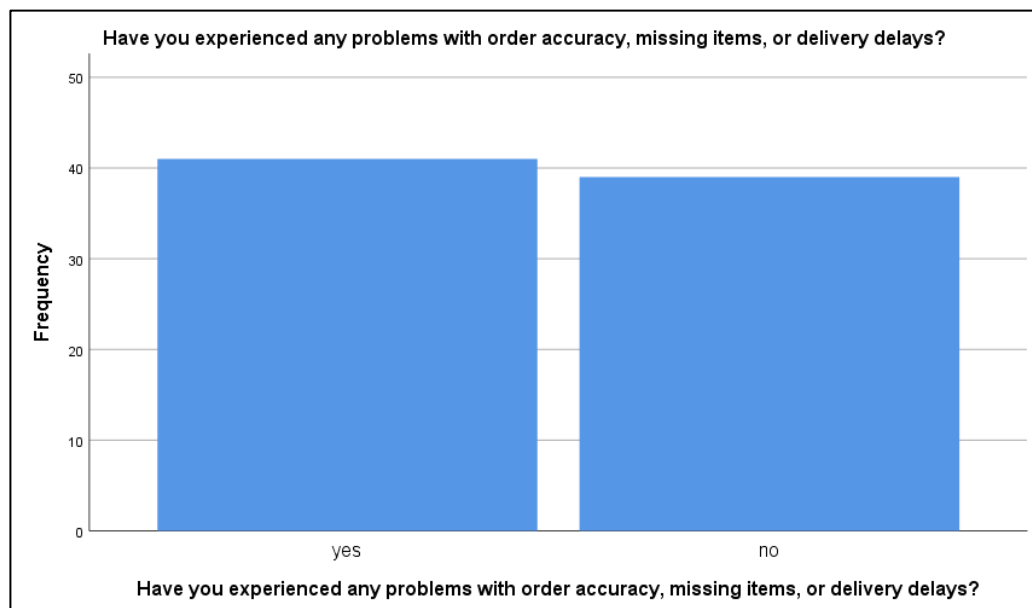 Have you experienced any problems with order accuracy, missing items, or delivery delays?
50
40
30
20
10
0
Frequency
yes no
Have you experienced any problems with order accuracy, missing items, or delivery delays?